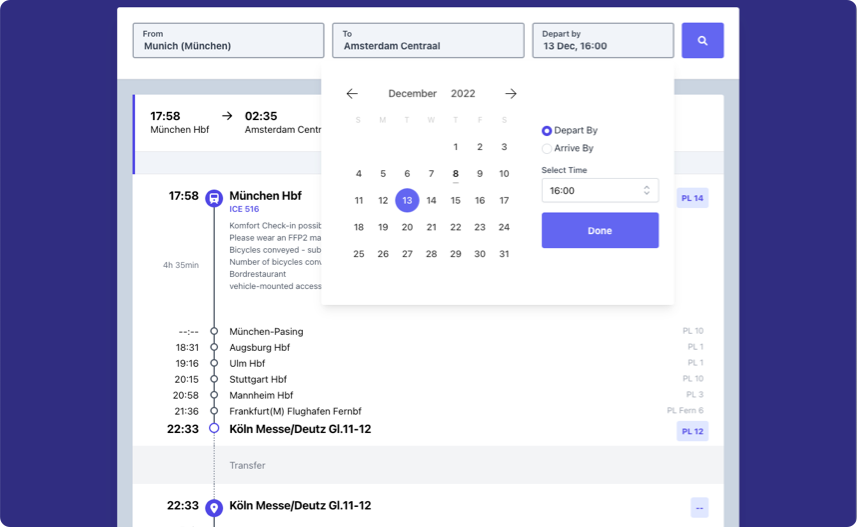 From
Munich (München)
To
Amsterdam Centraal
Depart by
13 Dec, 16:00
December 2022
S M T W T F S
1 2 3
4 5 6 7 8 9 10
11 12 13 14 15 16 17
18 19 20 21 22 23 24
25 26 27 28 29 30 31
Depart By
Arrive By
Select Time
16:00
Done
17:58 → 02:35
München Hbf Amsterdam Centr
17:58 München Hbf PL 14
ICE 516
Komfort Check-in possib
Please wear an FFP2 ma
Bicycles conveyed - sub
Number of bicycles conv
Bordrestaurant
vehicle-mounted access
4h 35min
--:-- München-Pasing PL 10
18:31 Augsburg Hbf PL 1
19:16 Ulm Hbf PL 1
20:15 Stuttgart Hbf PL 10
20:58 Mannheim Hbf PL 3
21:36 Frankfurt(M) Flughafen Fernbf PL Fern 6
22:33 Köln Messe/Deutz Gl.11-12 PL 12
Transfer
22:33 Köln Messe/Deutz Gl.11-12 --